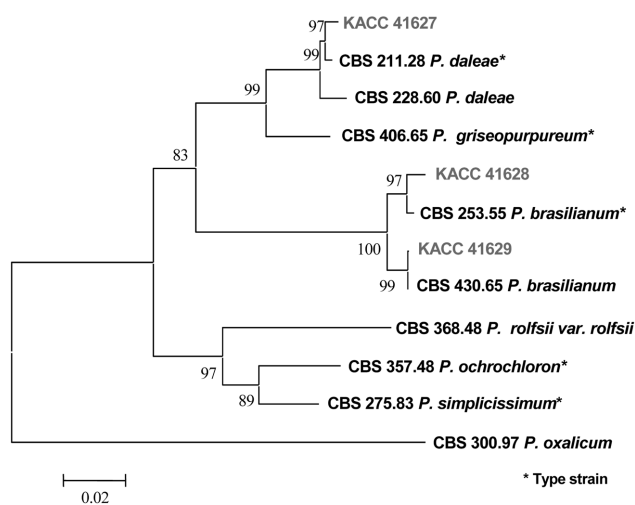 97 KACC 41627
99 CBS 211.28 P. daleae*
99 CBS 228.60 P. daleae
CBS 406.65 P. griseopurpureum*
83
97 KACC 41628
CBS 253.55 P. brasilianum*
100 KACC 41629
99 CBS 430.65 P. brasilianum
CBS 368.48 P. rolfsii var. rolfsii
97 CBS 357.48 P. ochrochloron*
89 CBS 275.83 P. simplicissimum*
CBS 300.97 P. oxalicum
* Type strain
0.02